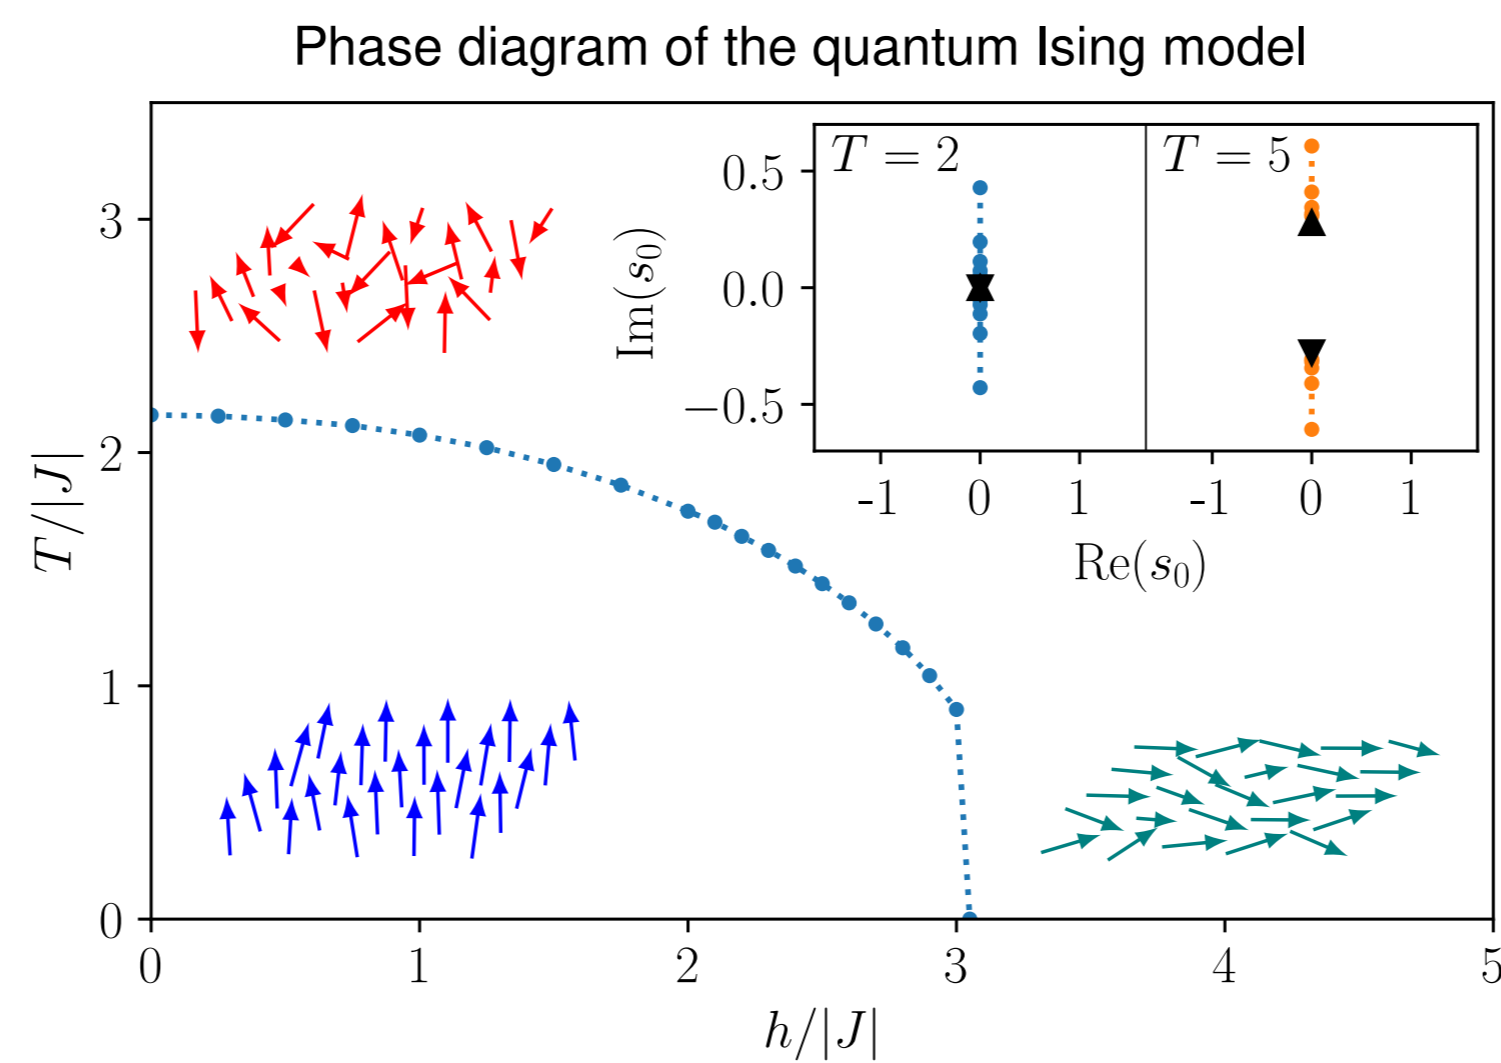 Phase diagram of the quantum Ising model
T/|J|
3
2
1
0
0 1 2 3 4 5
h/|J|
Im(s₀)
0.5
0.0
−0.5
T = 2
T = 5
-1 0 1
-1 0 1
Re(s₀)